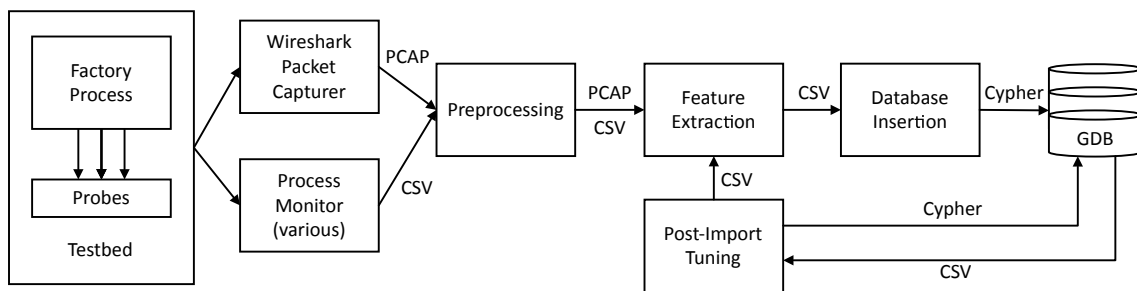 Factory
Process
Probes
Testbed
Wireshark
Packet
Capturer
Process
Monitor
(various)
PCAP
CSV
Preprocessing
PCAP
CSV
Feature
Extraction
CSV
Database
Insertion
Cypher
GDB
CSV
Post-Import
Tuning
Cypher
CSV